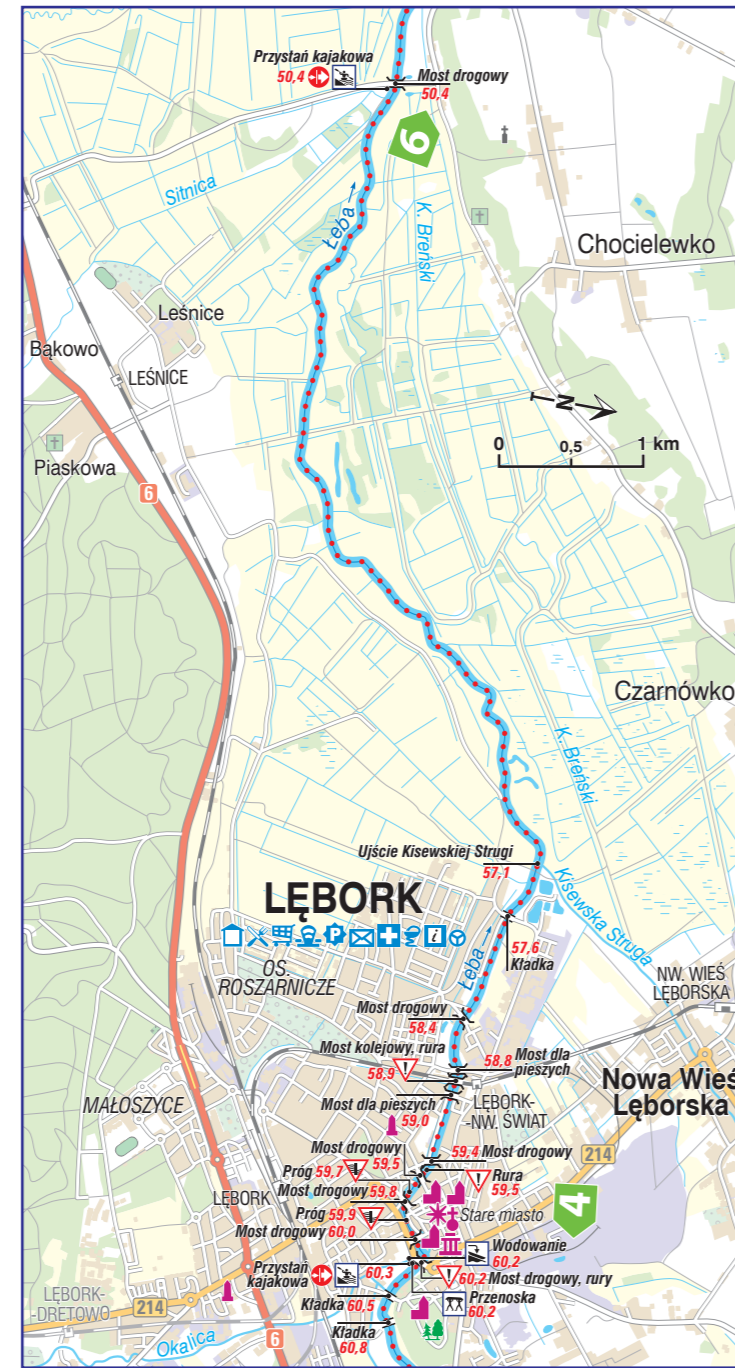 Przystań kajakowa
50,4
Most drogowy
50,4
6
Sitnica
Łeba
K. Breński
Chocielewko
Leśnice
Bąkowo
LEŚNICE
N
Piaskowa
0 0,5 1 km
6
Czarnówko
K. Breński
Ujście Kisewskiej Strugi
57,1
Kisewska Struga
LĘBORK
P
i
57,6
Kładka
Łeba
OS.
ROSZARNICZE
NW. WIEŚ
LĘBORSKA
Most drogowy
58,4
Most kolejowy, rura
58,9
!
58,8 Most dla
pieszych
Nowa Wieś
Lęborska
Most dla pieszych
59,0
LĘBORK-
-NW. ŚWIAT
MAŁOSZYCE
Most drogowy
59,5
59,4 Most drogowy
214
Próg 59,7
!
Rura
59,5
LĘBORK
Most drogowy 59,8
Próg 59,9
Stare miasto
4
Most drogowy 60,0
Wodowanie
60,2
Przystań
kajakowa
60,3
!
60,2 Most drogowy, rury
Przenoska
60,2
LĘBORK-
-DRETOWO
214
Kładka 60,5
Kładka
60,8
Okalica
6